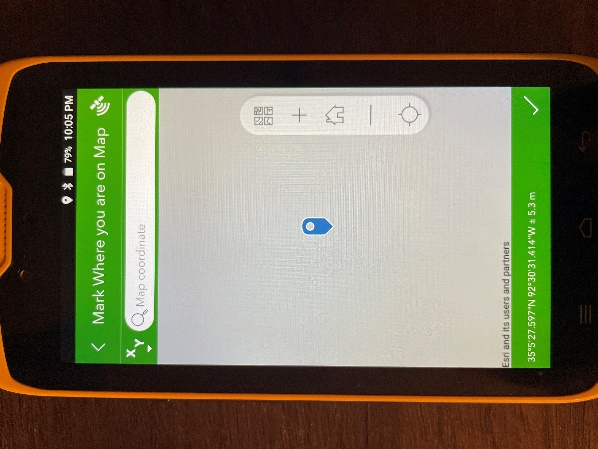 79% 10:05 PM
Mark Where you are on Map
X,Y
Map coordinate
Esri and its users and partners
35°5'27.597"N 92°30'31.414"W ± 5.3 m